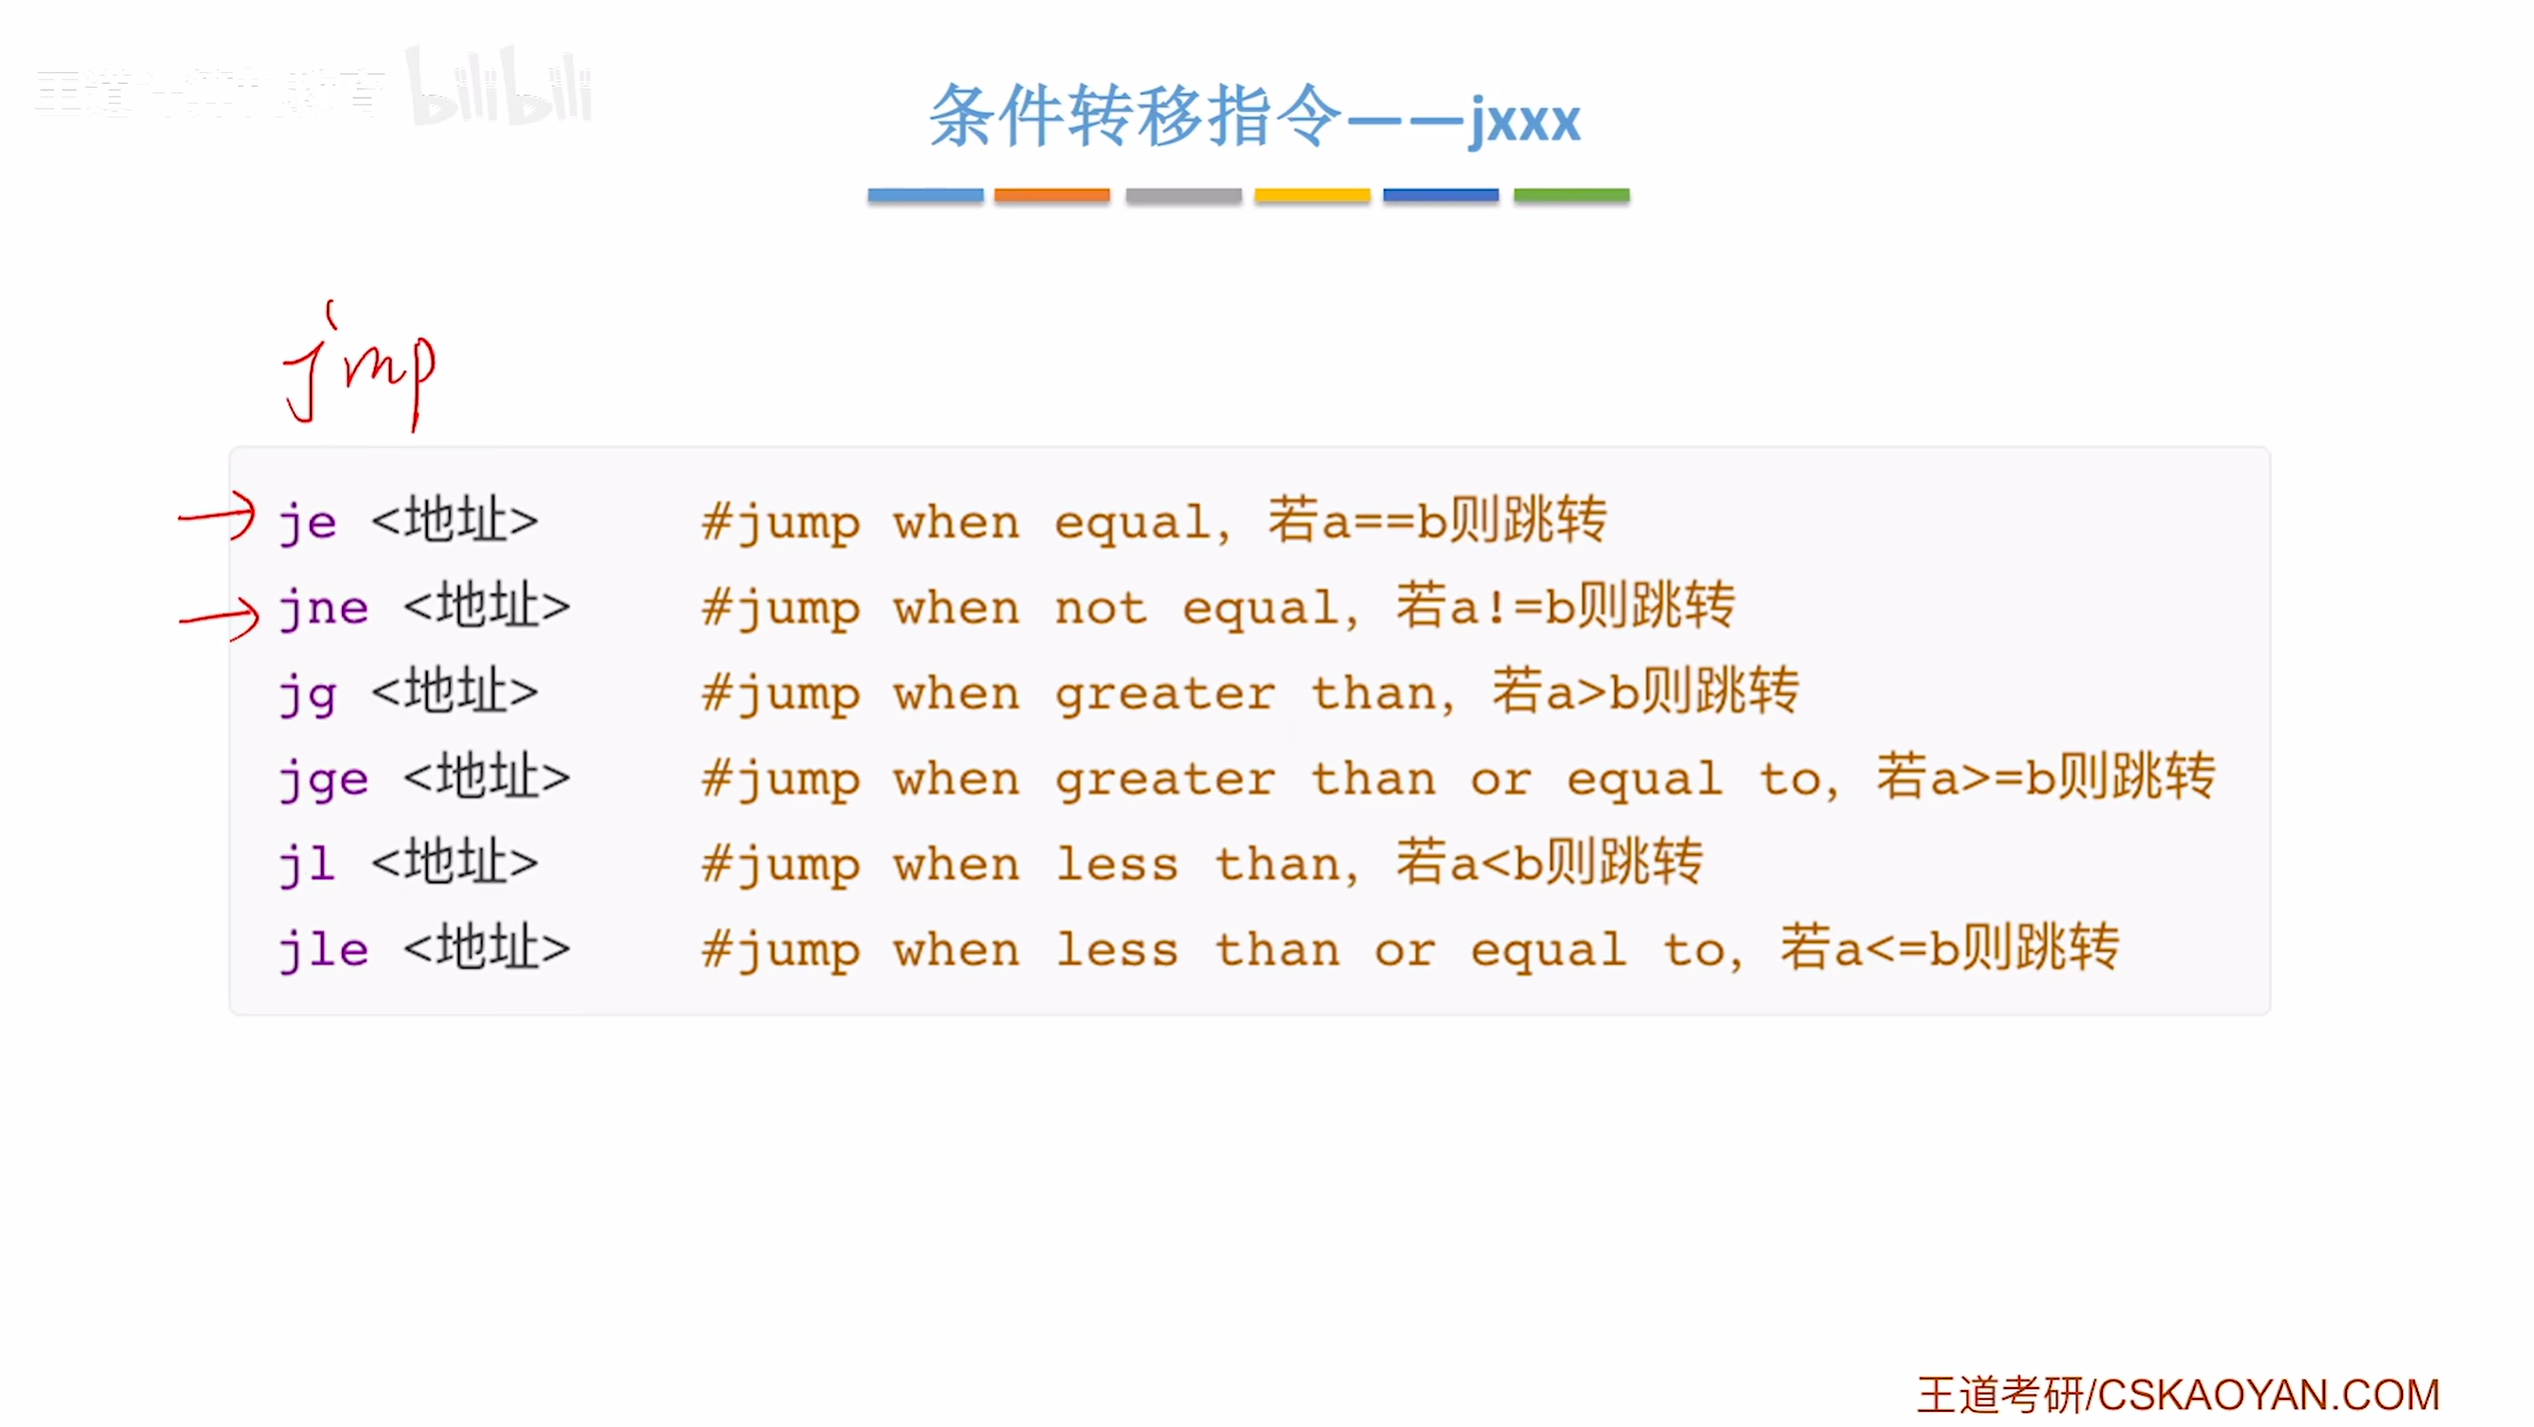 王道计算机教育 bilibili
条件转移指令——jxxx
jmp
je <地址> #jump when equal, 若a==b则跳转
jne <地址> #jump when not equal, 若a!=b则跳转
jg <地址> #jump when greater than, 若a>b则跳转
jge <地址> #jump when greater than or equal to, 若a>=b则跳转
jl <地址> #jump when less than, 若a<b则跳转
jle <地址> #jump when less than or equal to, 若a<=b则跳转
王道考研/CSKAOYAN.COM